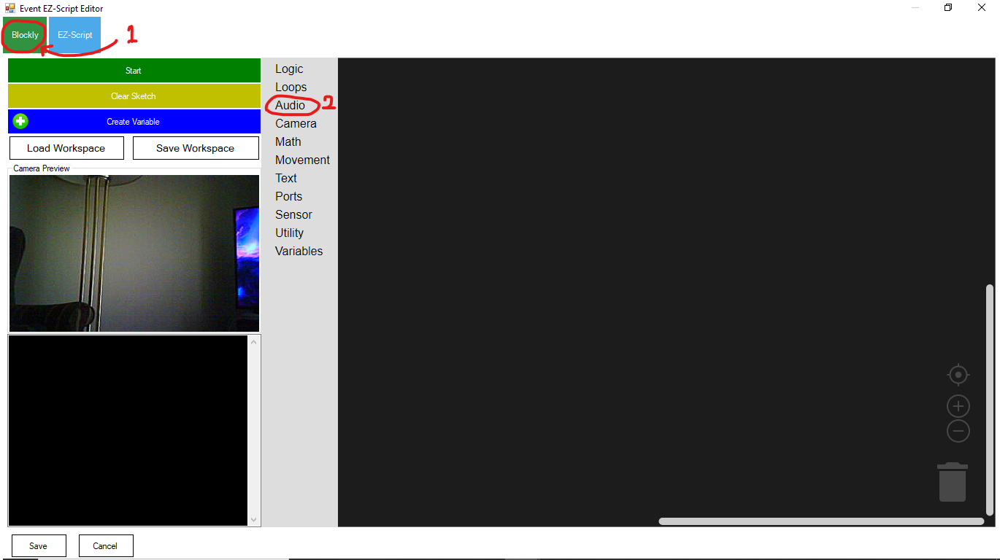 Event EZ-Script Editor
Blockly
EZ-Script
1
Start
Clear Sketch
Create Variable
Load Workspace
Save Workspace
Camera Preview
Logic
Loops
Audio
2
Camera
Math
Movement
Text
Ports
Sensor
Utility
Variables
Save
Cancel